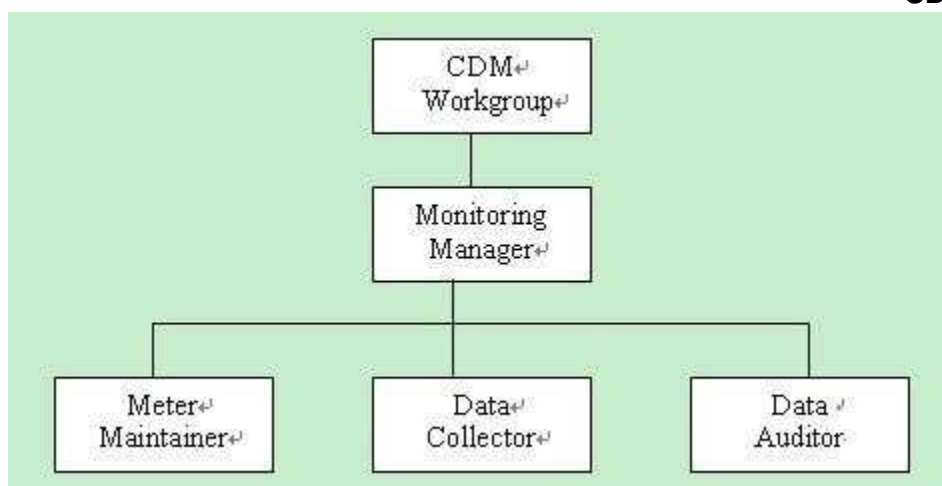 CDM
Workgroup
Monitoring
Manager
Meter
Maintainer
Data
Collector
Data
Auditor